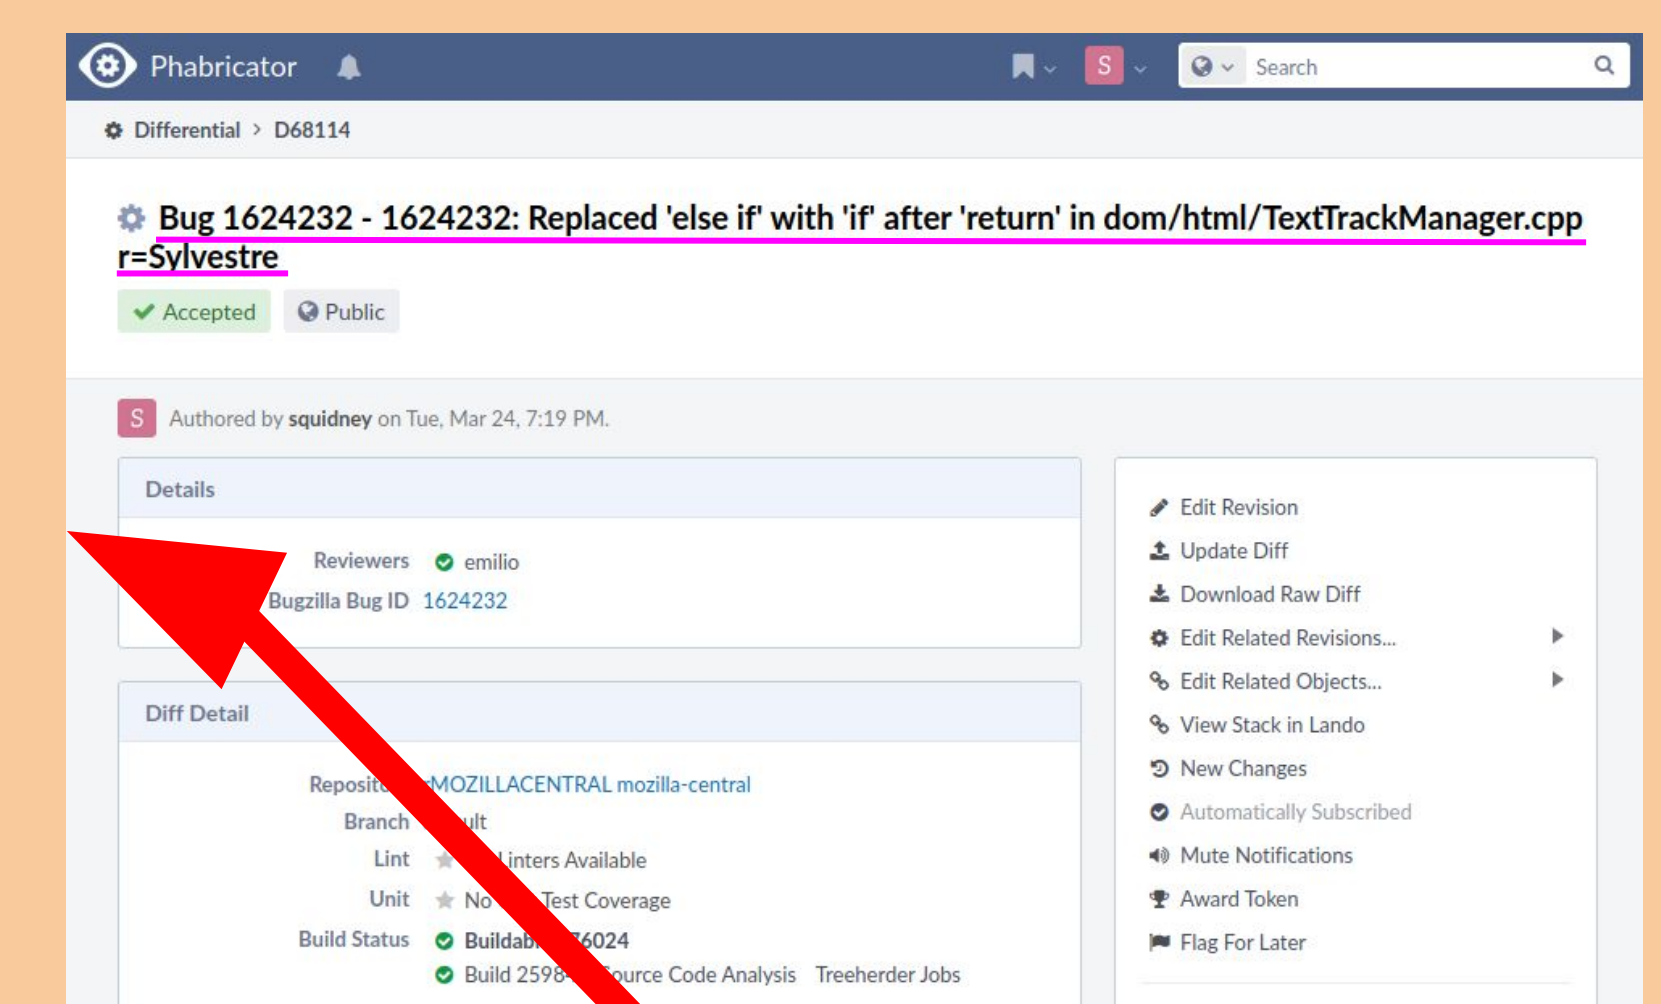 Phabricator
S
Search
Differential > D68114
Bug 1624232 - 1624232: Replaced 'else if' with 'if' after 'return' in dom/html/TextTrackManager.cpp
r=Sylvestre
Accepted Public
S Authored by squidney on Tue, Mar 24, 7:19 PM.
Details
Reviewers emilio
Bugzilla Bug ID 1624232
Diff Detail
MOZILLACENTRAL mozilla-central
Branch
Lint Linters Available
Unit No Test Coverage
Build Status
Build Source Code Analysis Treeherder Jobs
Edit Revision
Update Diff
Download Raw Diff
Edit Related Revisions...
Edit Related Objects...
View Stack in Lando
New Changes
Automatically Subscribed
Mute Notifications
Award Token
Flag For Later